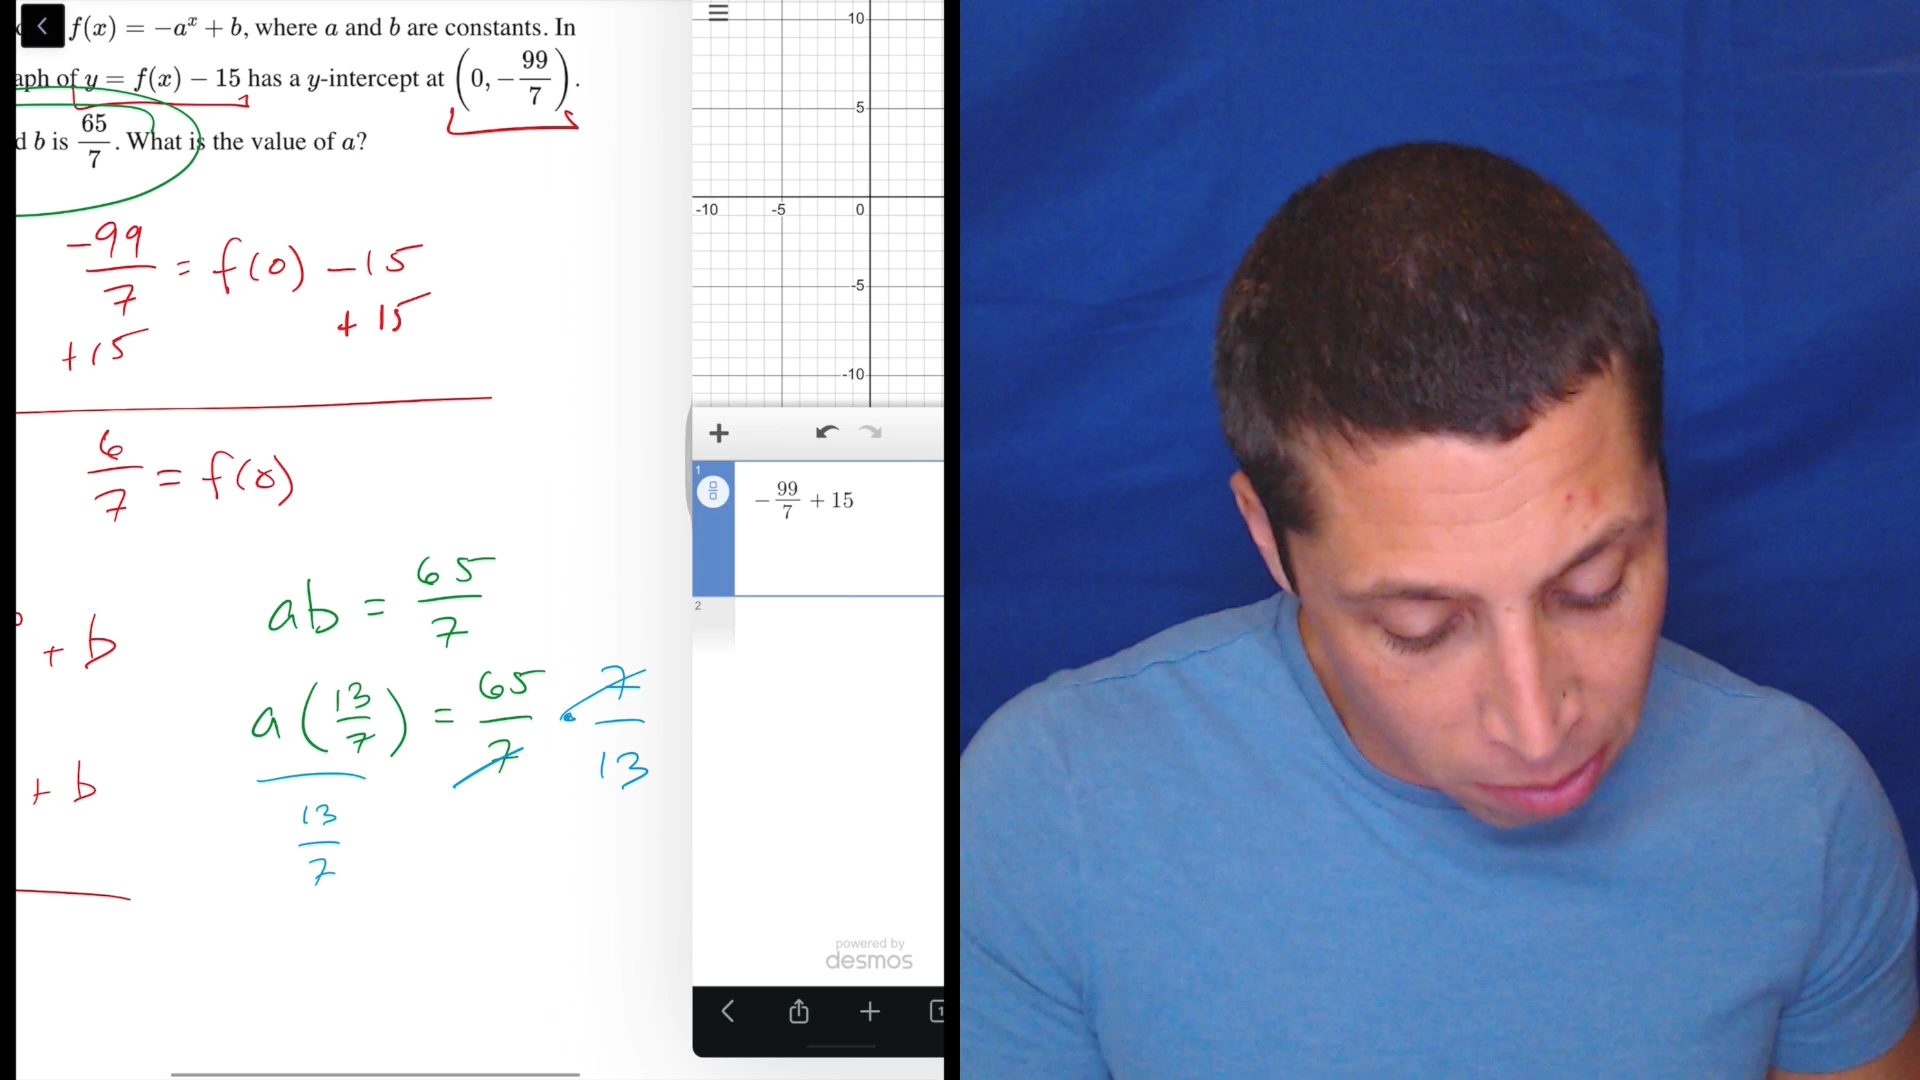 f(x) = −aˣ + b, where a and b are constants. In
aph of y = f(x) − 15 has a y-intercept at (0, −99/7).
d b is 65/7. What is the value of a?
-99/7 = f(0) - 15
+15 + 15
6/7 = f(0)
ab = 65/7
+ b
a(13/7) = 65/7 · 7/13
+ b
13/7
10
5
-10 -5 0
-5
-10
1
−99/7 + 15
2
powered by
desmos